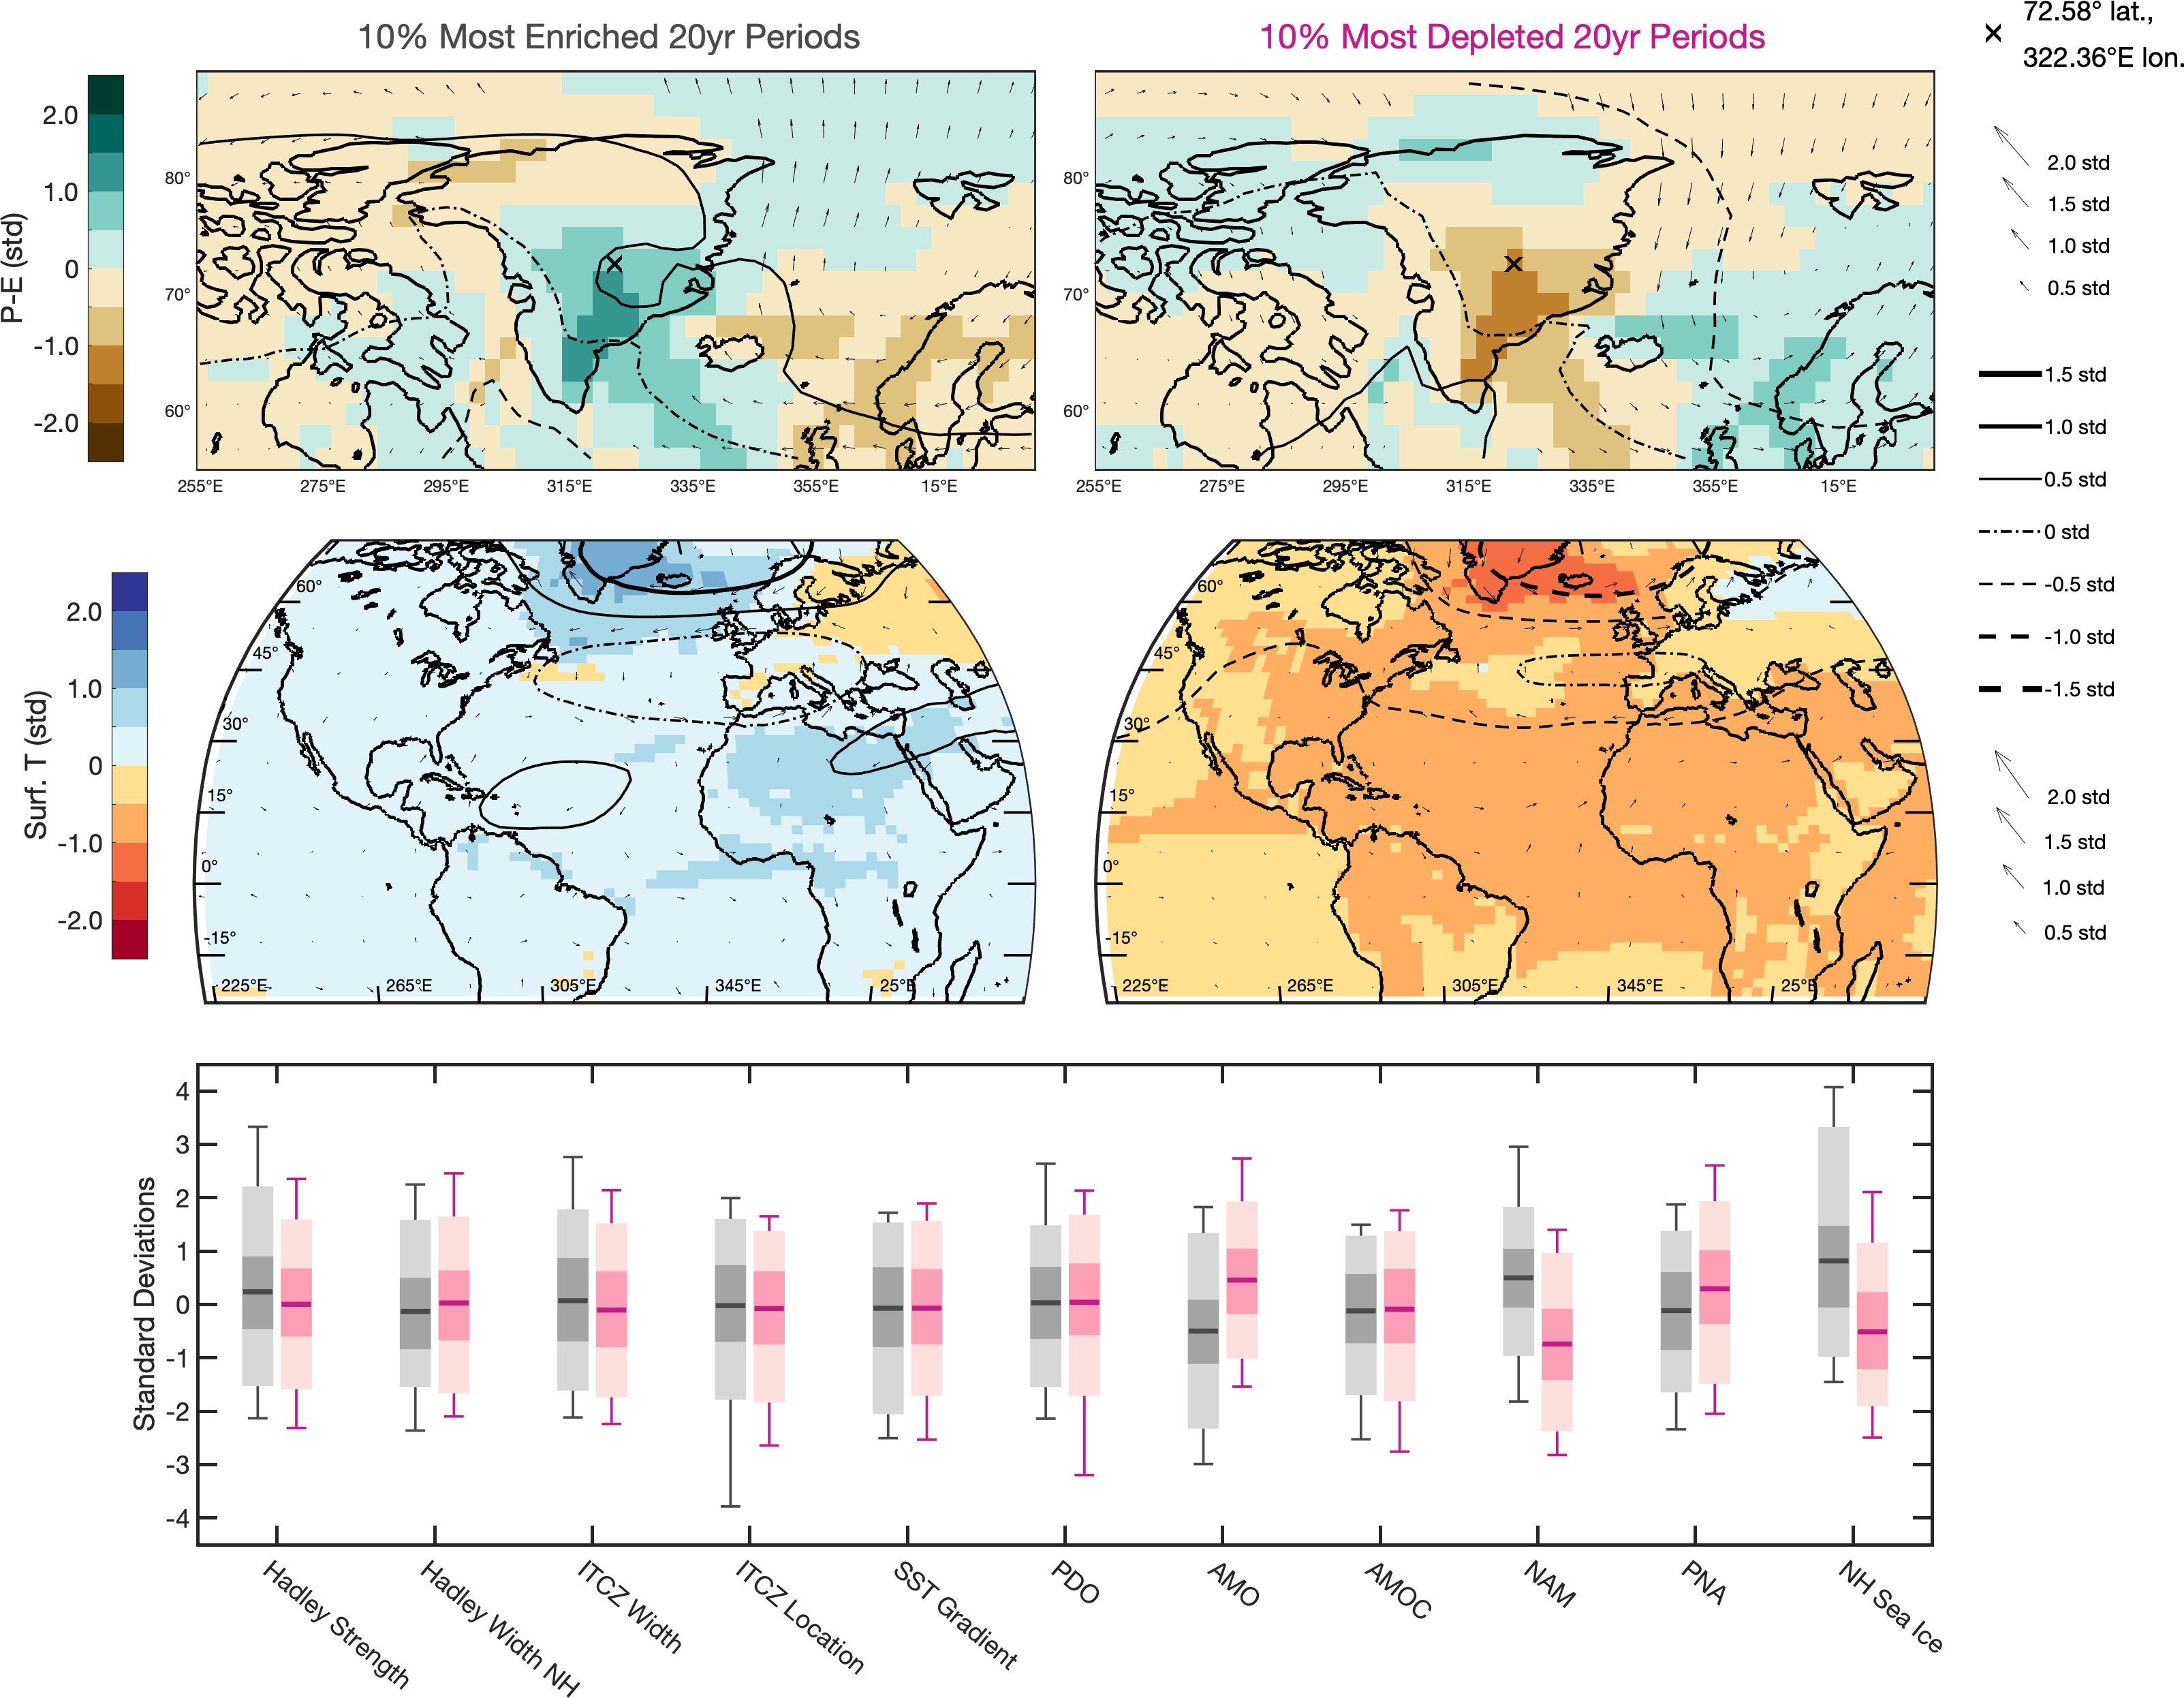 10% Most Enriched 20yr Periods
10% Most Depleted 20yr Periods
72.58° lat.,
322.36°E lon.
P-E (std)
2.0
1.0
0
-1.0
-2.0
80°
70°
60°
255°E 275°E 295°E 315°E 335°E 355°E 15°E
80°
70°
60°
255°E 275°E 295°E 315°E 335°E 355°E 15°E
2.0 std
1.5 std
1.0 std
0.5 std
1.5 std
1.0 std
0.5 std
0 std
-0.5 std
-1.0 std
-1.5 std
Surf. T (std)
2.0
1.0
0
-1.0
-2.0
60°
45°
30°
15°
0°
-15°
225°E 265°E 305°E 345°E 25°E
60°
45°
30°
15°
0°
-15°
225°E 265°E 305°E 345°E 25°E
2.0 std
1.5 std
1.0 std
0.5 std
Standard Deviations
4
3
2
1
0
-1
-2
-3
-4
Hadley Strength
Hadley Width NH
ITCZ Width
ITCZ Location
SST Gradient
PDO
AMO
AMOC
NAM
PNA
NH Sea Ice